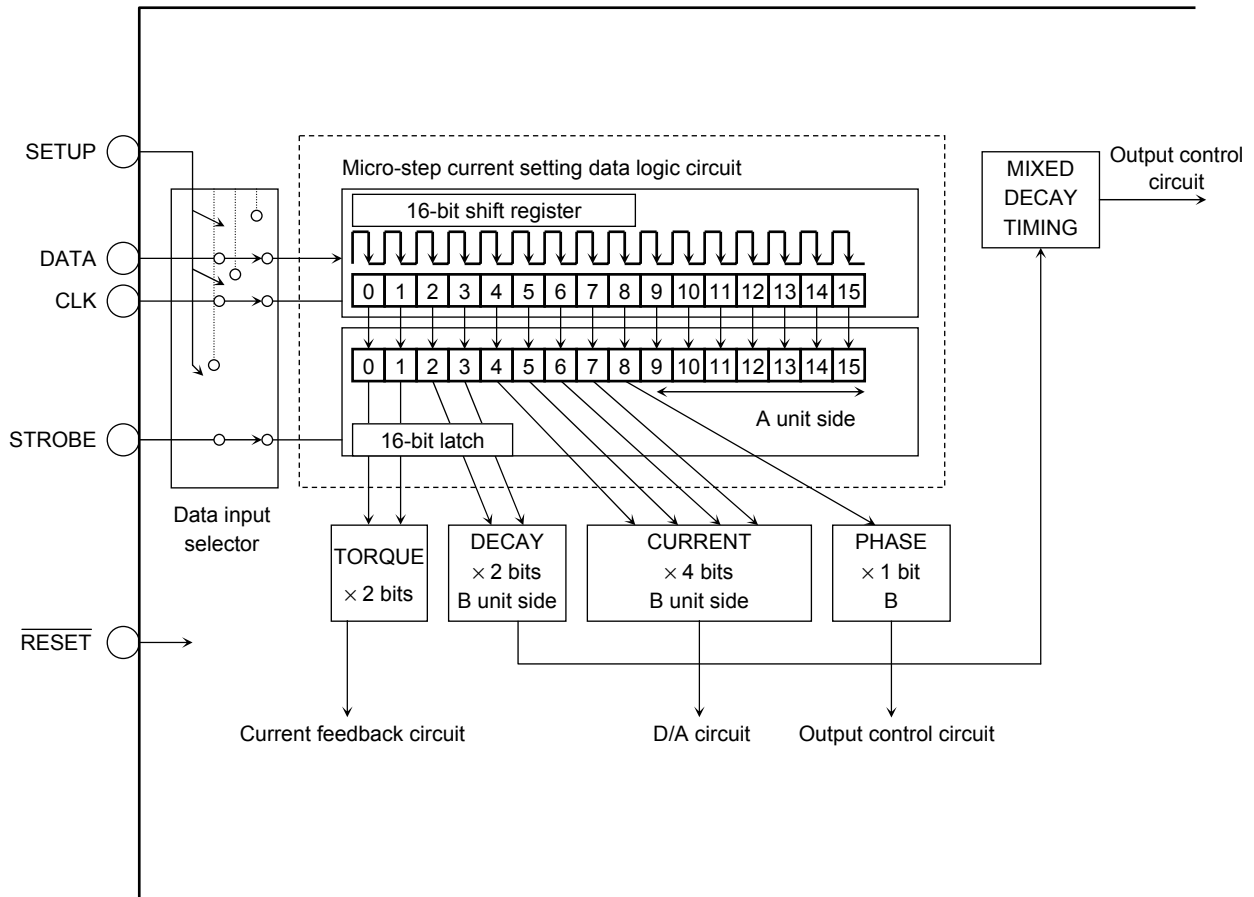 SETUP
DATA
CLK
STROBE
RESET
Data input
selector
Micro-step current setting data logic circuit
16-bit shift register
0 1 2 3 4 5 6 7 8 9 10 11 12 13 14 15
0 1 2 3 4 5 6 7 8 9 10 11 12 13 14 15
A unit side
16-bit latch
MIXED
DECAY
TIMING
Output control
circuit
TORQUE
× 2 bits
DECAY
× 2 bits
B unit side
CURRENT
× 4 bits
B unit side
PHASE
× 1 bit
B
Current feedback circuit
D/A circuit
Output control circuit